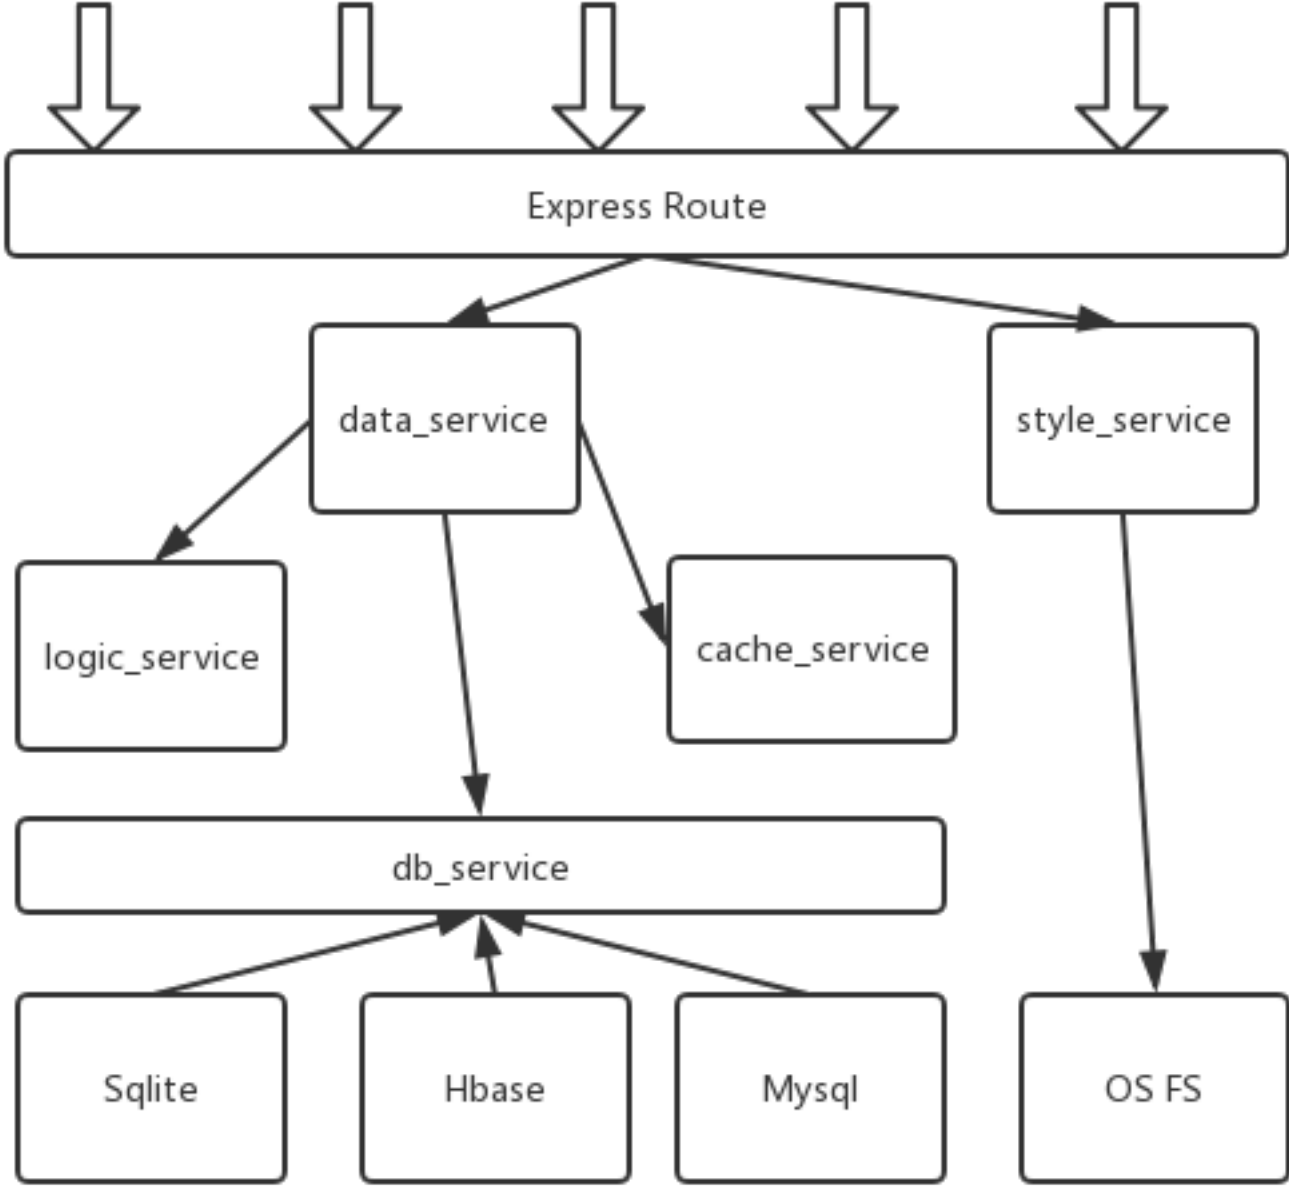 Express Route
data_service
style_service
logic_service
cache_service
db_service
Sqlite
Hbase
Mysql
OS FS